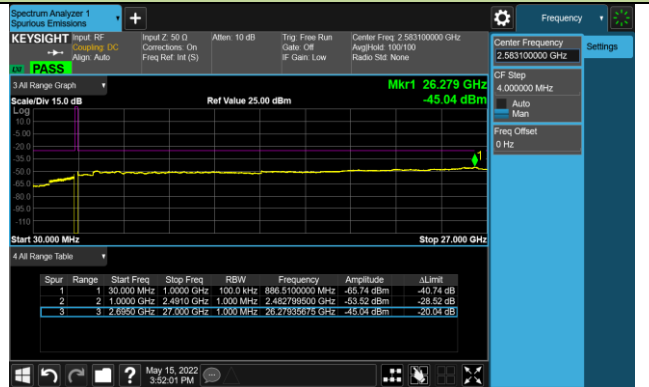 Spectrum Analyzer 1
Spurious Emissions
Frequency
KEYSIGHT
Input: RF
Coupling: DC
Align: Auto
Input Z: 50 Ω
Corrections: On
Freq Ref: Int (S)
Atten: 10 dB
Trig: Free Run
Gate: Off
IF Gain: Low
Center Freq: 2.583100000 GHz
Avg|Hold: 100/100
Radio Std: None
PASS
Center Frequency
2.583100000 GHz
Settings
CF Step
4.000000 MHz
Auto
Man
Freq Offset
0 Hz
3 All Range Graph
Mkr1 26.279 GHz
Scale/Div 15.0 dB
Ref Value 25.00 dBm
-45.04 dBm
Log
10.0
-5.00
-20.0
-35.0
-50.0
-65.0
-80.0
-95.0
-110
1
Start 30.000 MHz
Stop 27.000 GHz
4 All Range Table
Spur Range Start Freq Stop Freq RBW Frequency Amplitude ΔLimit
1 1 30.000 MHz 1.0000 GHz 100.0 kHz 886.5100000 MHz -65.74 dBm -40.74 dB
2 2 1.0000 GHz 2.4910 GHz 1.000 MHz 2.482799500 GHz -53.52 dBm -28.52 dB
3 3 2.6950 GHz 27.000 GHz 1.000 MHz 26.27935675 GHz -45.04 dBm -20.04 dB
?
May 15, 2022
3:52:01 PM